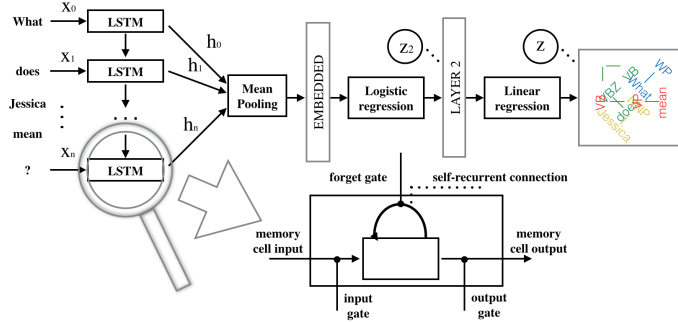 What
X0
LSTM
h0
does
X1
LSTM
h1
Jessica
mean
hn
?
Xn
LSTM
Mean
Pooling
EMBEDDED
Logistic
regression
Z2
LAYER 2
Linear
regression
Z
VB
WP
VBZ
What
VB
WP
NP
mean
does
Jessica
forget gate
self-recurrent connection
memory
cell input
memory
cell output
input
gate
output
gate